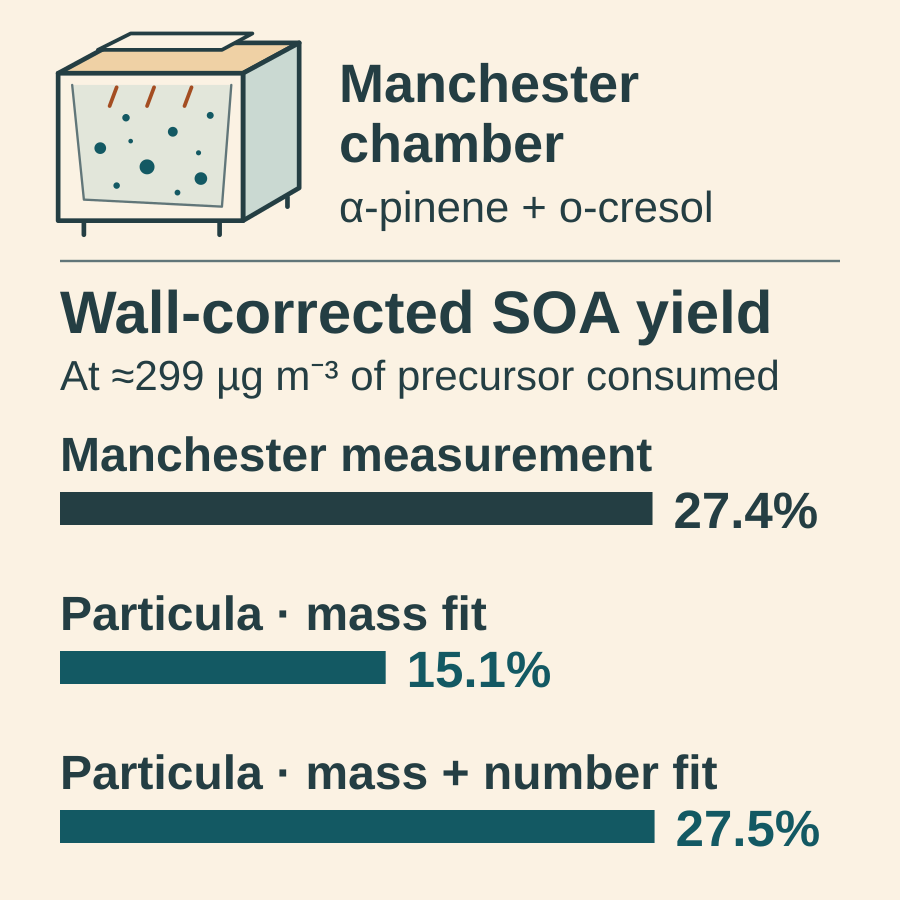 Manchester
chamber
α-pinene + o-cresol
Wall-corrected SOA yield
At ≈299 µg m⁻³ of precursor consumed
Manchester measurement
27.4%
Particula · mass fit
15.1%
Particula · mass + number fit
27.5%